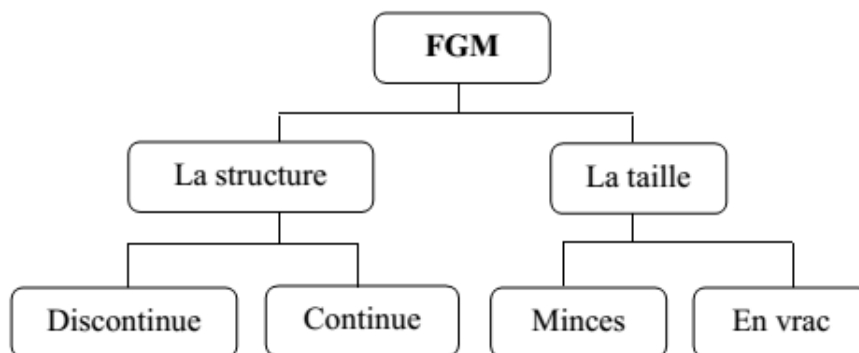 FGM
La structure
La taille
Discontinue
Continue
Minces
En vrac